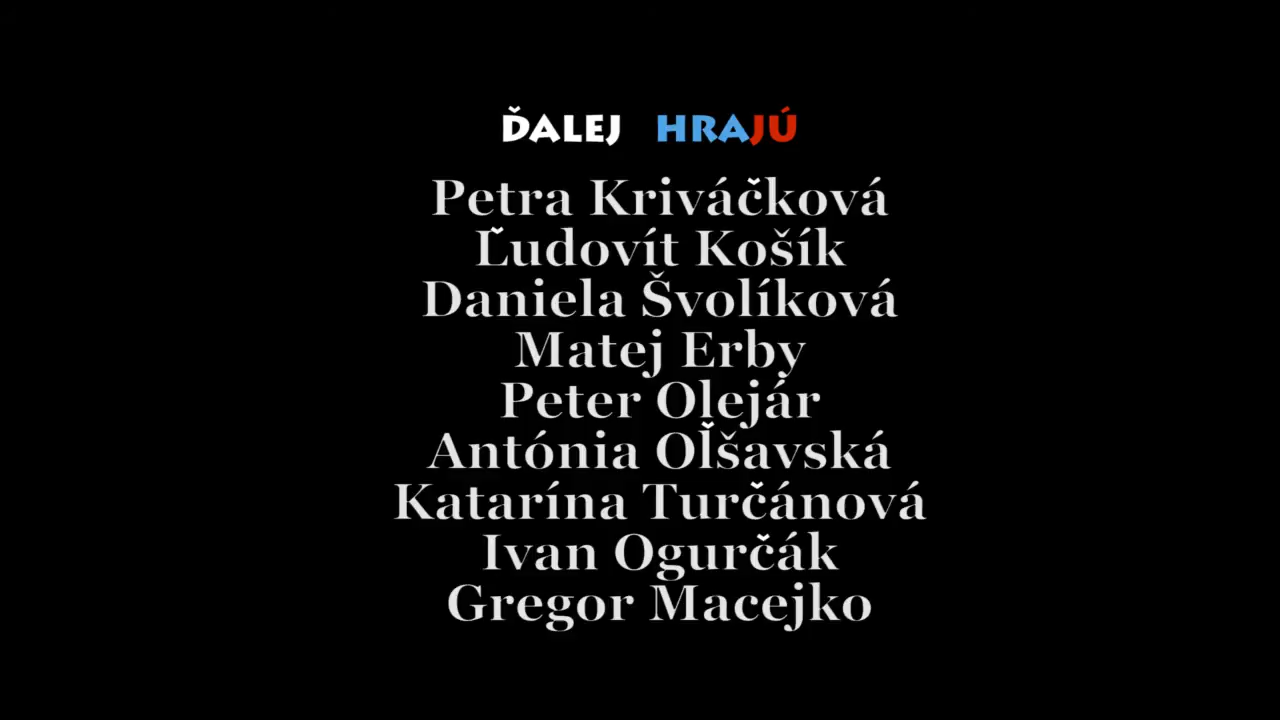 ĎALEJ HRAJÚ
Petra Kriváčková
Ľudovít Košík
Daniela Švolíková
Matej Erby
Peter Olejár
Antónia Oľšavská
Katarína Turčánová
Ivan Ogurčák
Gregor Macejko